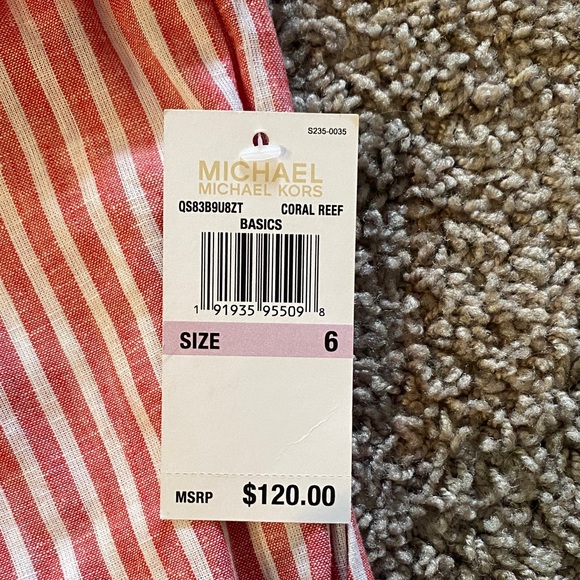 S235-0035
MICHAEL
MICHAEL KORS
QS83B9U8ZT CORAL REEF
BASICS
1 91935 95509 8
SIZE 6
MSRP $120.00